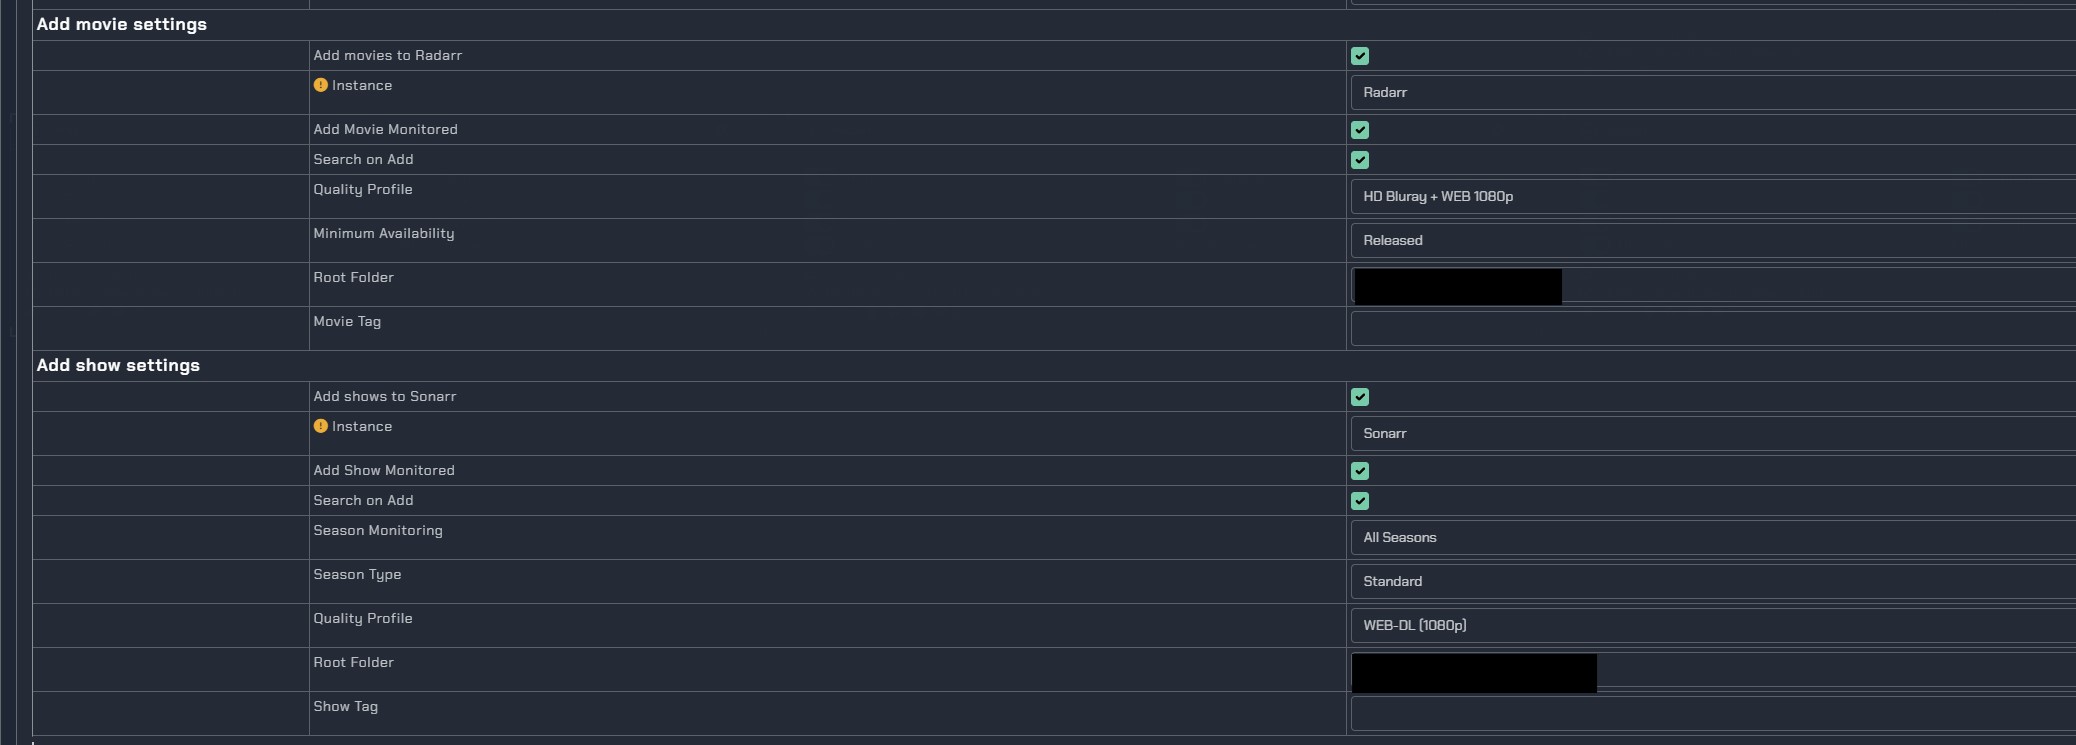 Add movie settings
Add movies to Radarr
Instance
Radarr
Add Movie Monitored
Search on Add
Quality Profile
HD Bluray + WEB 1080p
Minimum Availability
Released
Root Folder
Movie Tag
Add show settings
Add shows to Sonarr
Instance
Sonarr
Add Show Monitored
Search on Add
Season Monitoring
All Seasons
Season Type
Standard
Quality Profile
WEB-DL (1080p)
Root Folder
Show Tag